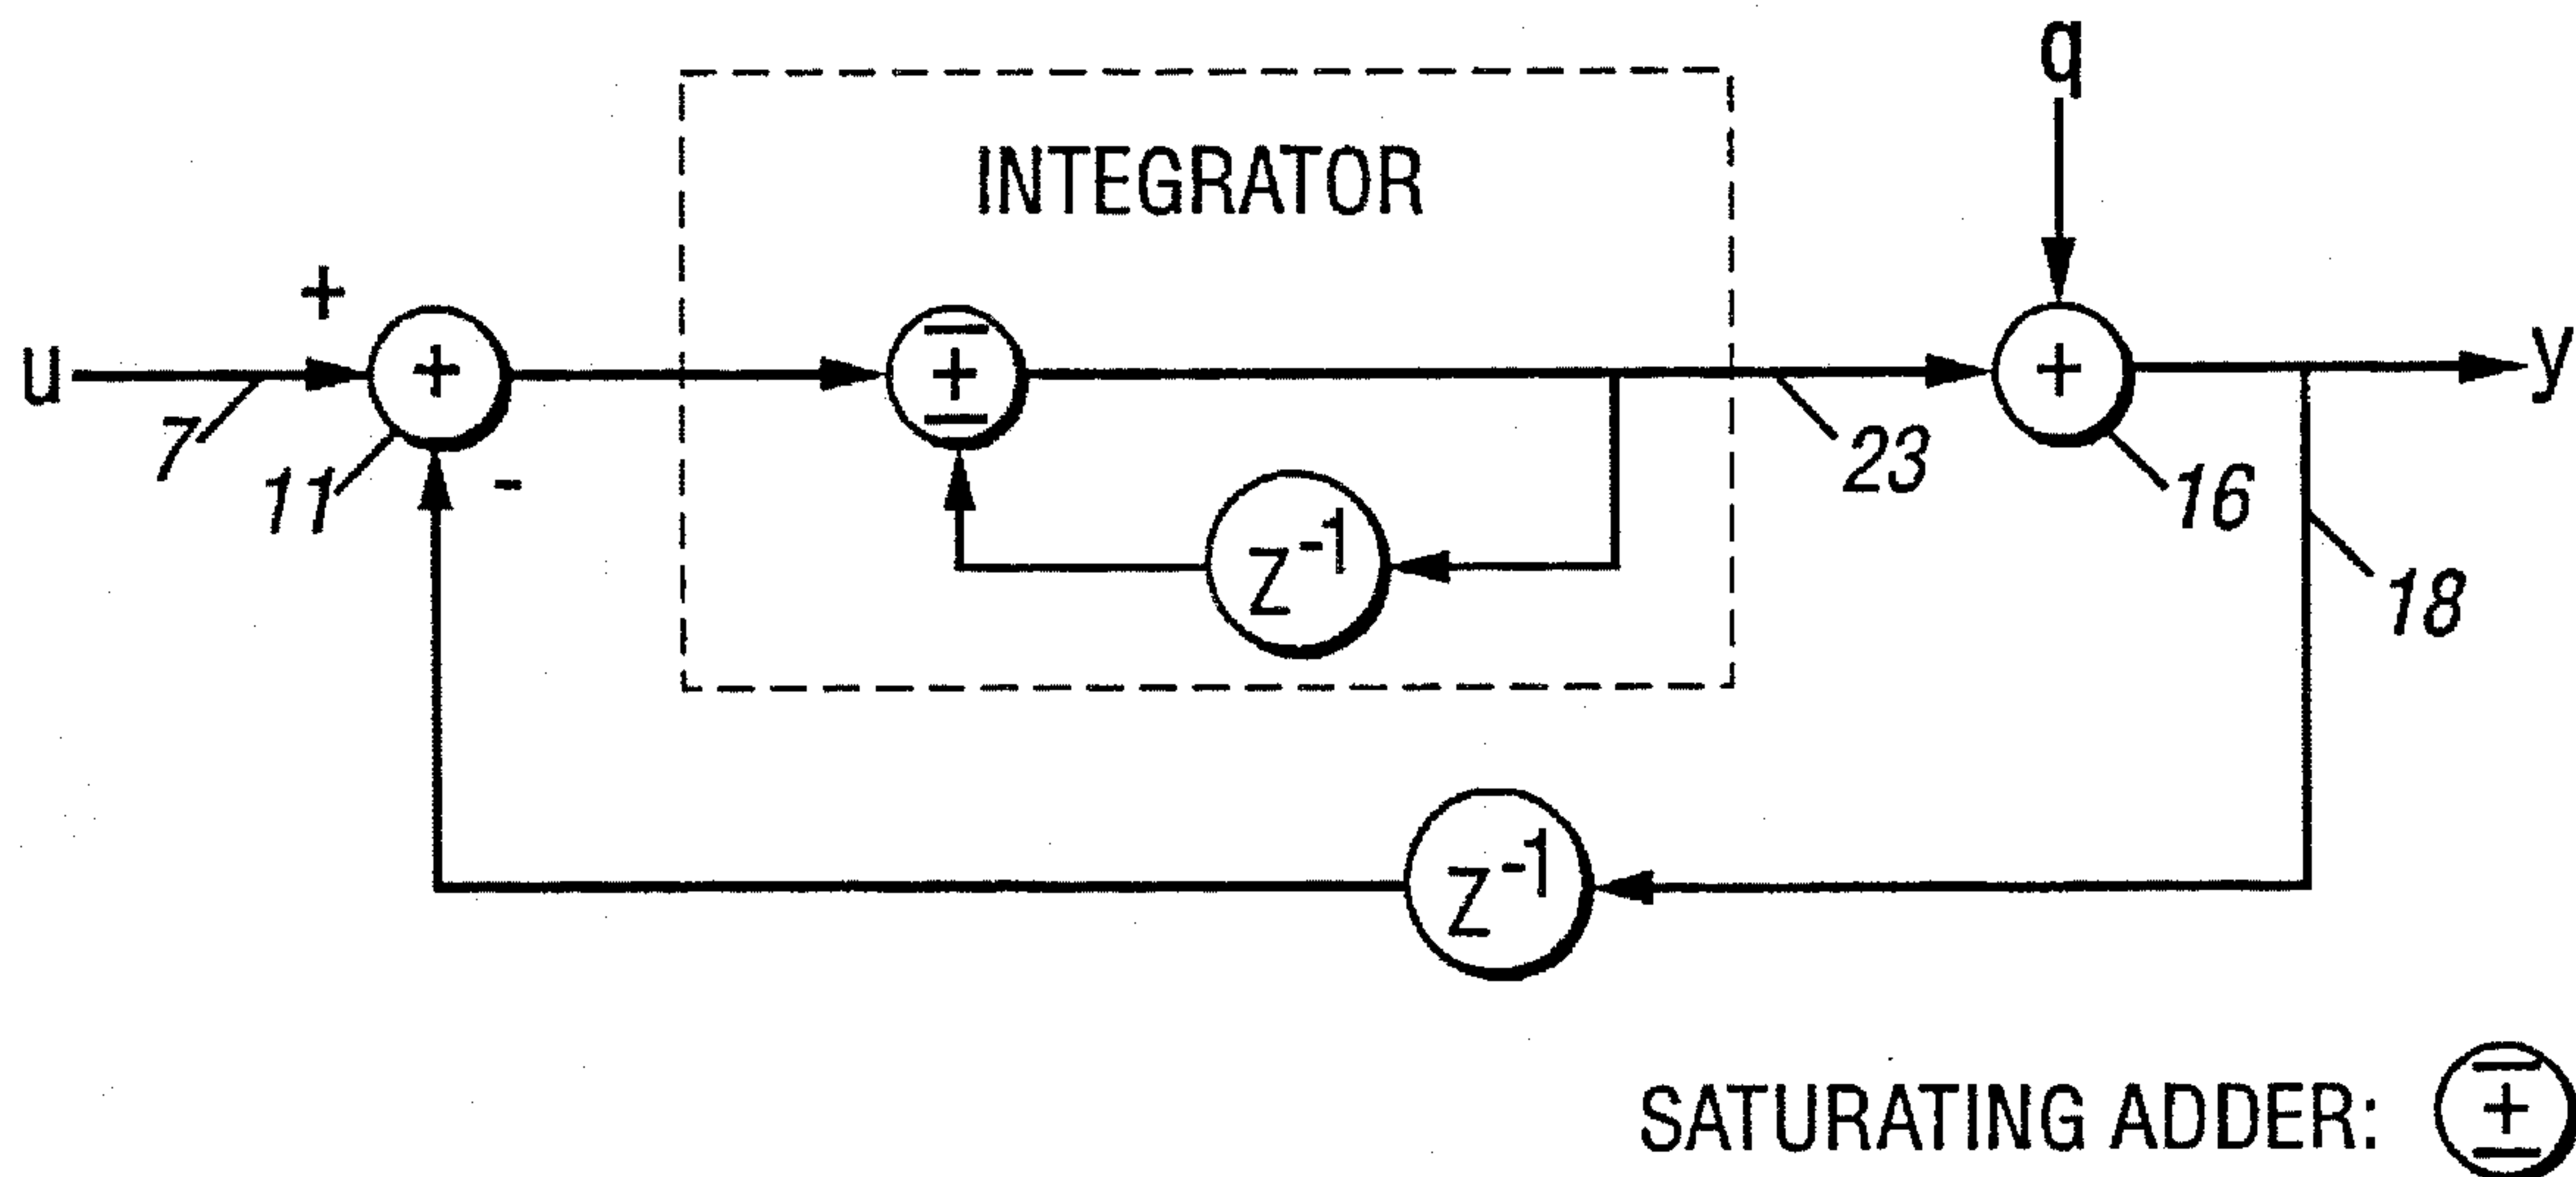 q
INTEGRATOR
+
u
+
+
+
y
7
11
-
23
16
z⁻¹
18
z⁻¹
SATURATING ADDER: +